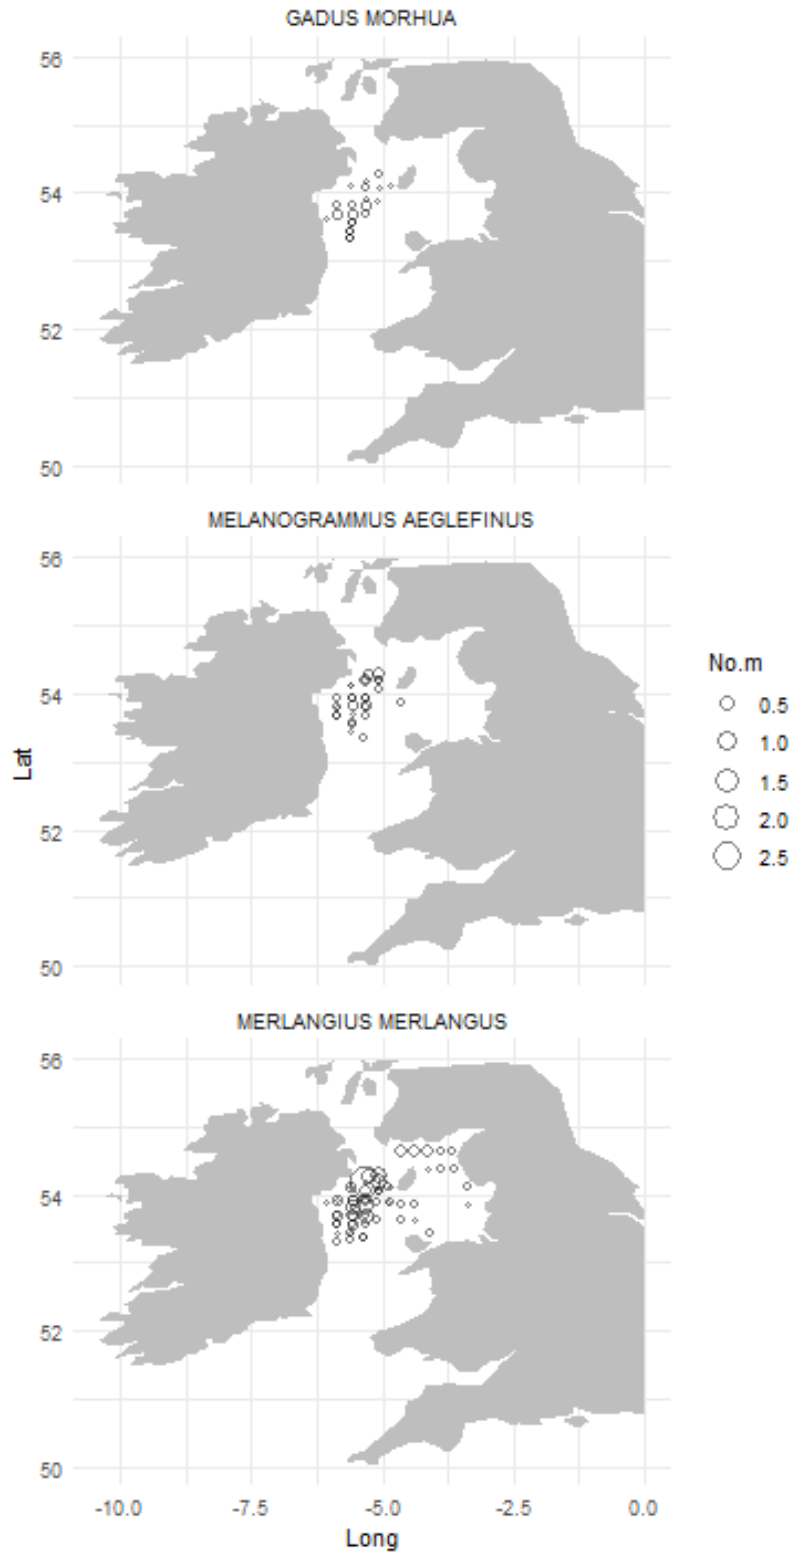 GADUS MORHUA
56
54
52
50
MELANOGRAMMUS AEGLEFINUS
56
54
52
50
Lat
No.m
0.5
1.0
1.5
2.0
2.5
MERLANGIUS MERLANGUS
56
54
52
50
-10.0 -7.5 -5.0 -2.5 0.0
Long